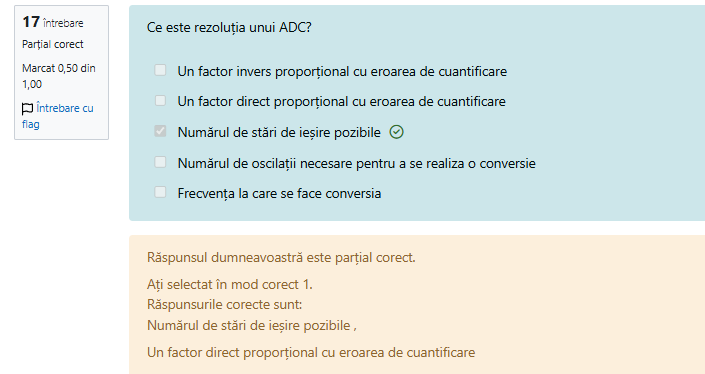 17 întrebare
Parțial corect
Marcat 0,50 din
1,00
Întrebare cu
flag
Ce este rezoluția unui ADC?
Un factor invers proporțional cu eroarea de cuantificare
Un factor direct proporțional cu eroarea de cuantificare
Numărul de stări de ieșire pozibile
Numărul de oscilații necesare pentru a se realiza o conversie
Frecvența la care se face conversia
Răspunsul dumneavoastră este parțial corect.
Ați selectat în mod corect 1.
Răspunsurile corecte sunt:
Numărul de stări de ieșire pozibile ,
Un factor direct proporțional cu eroarea de cuantificare